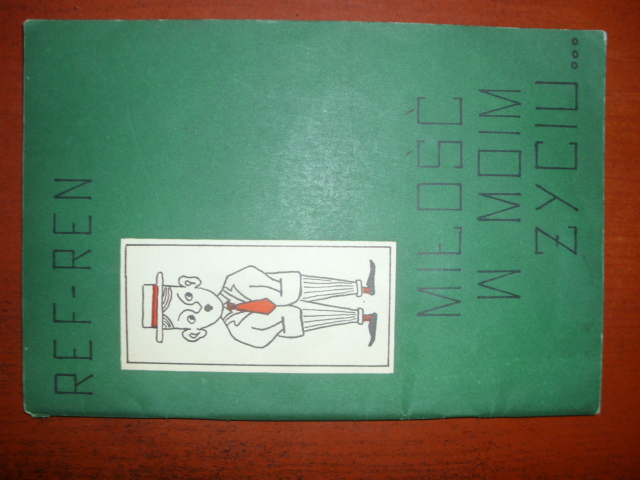 REF-REN
MIŁOŚĆ
W MOIM
ŻYCIU...